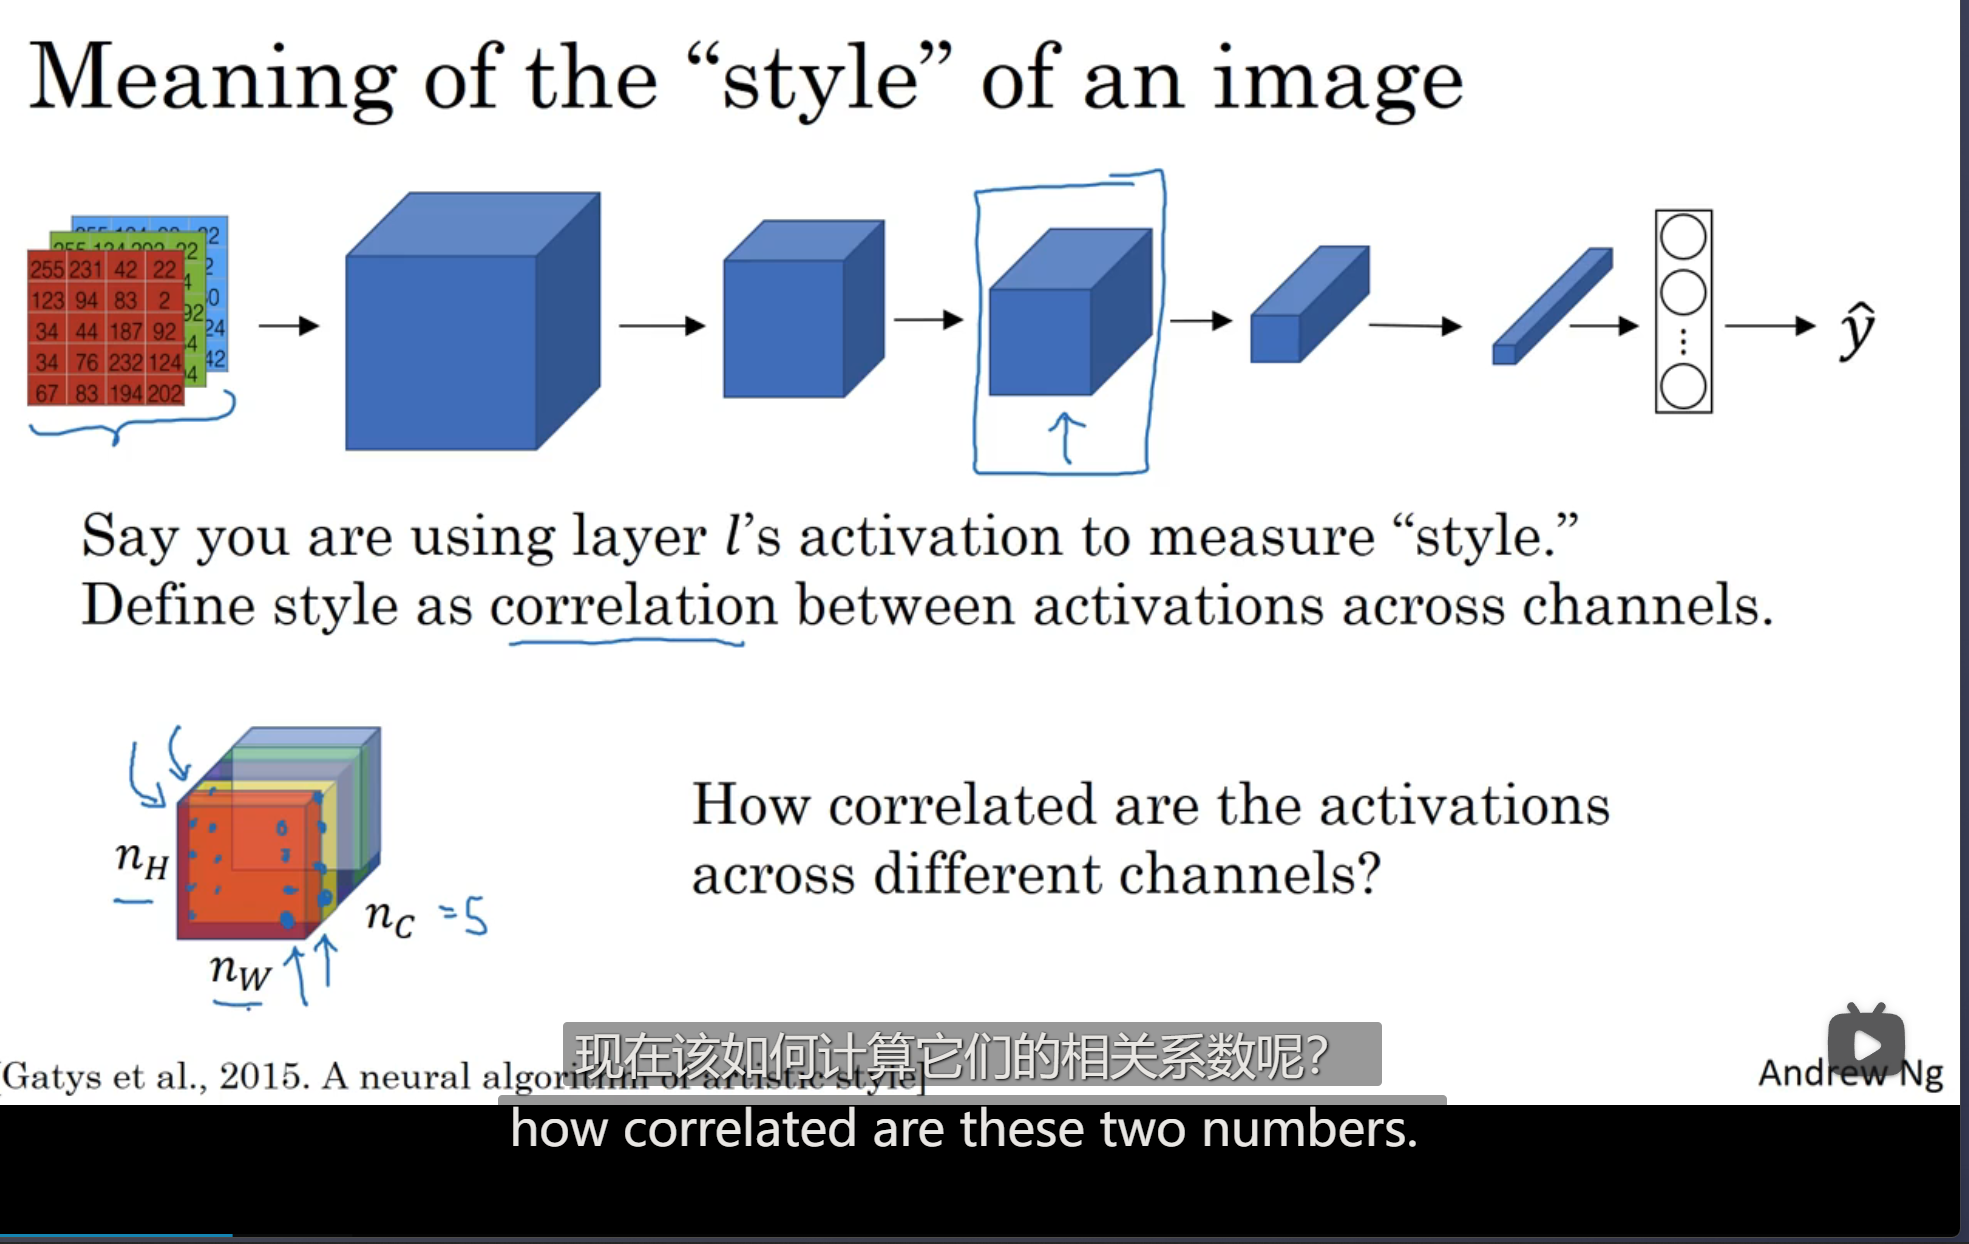 Meaning of the “style” of an image
255 231 42 22
123 94 83 2
34 44 187 92
34 76 232 124
67 83 194 202
ŷ
Say you are using layer l’s activation to measure “style.”
Define style as correlation between activations across channels.
How correlated are the activations
across different channels?
n_H
n_C = 5
n_W
现在该如何计算它们的相关系数呢?
Gatys et al., 2015. A neural algorithm of artistic style]
Andrew Ng
how correlated are these two numbers.